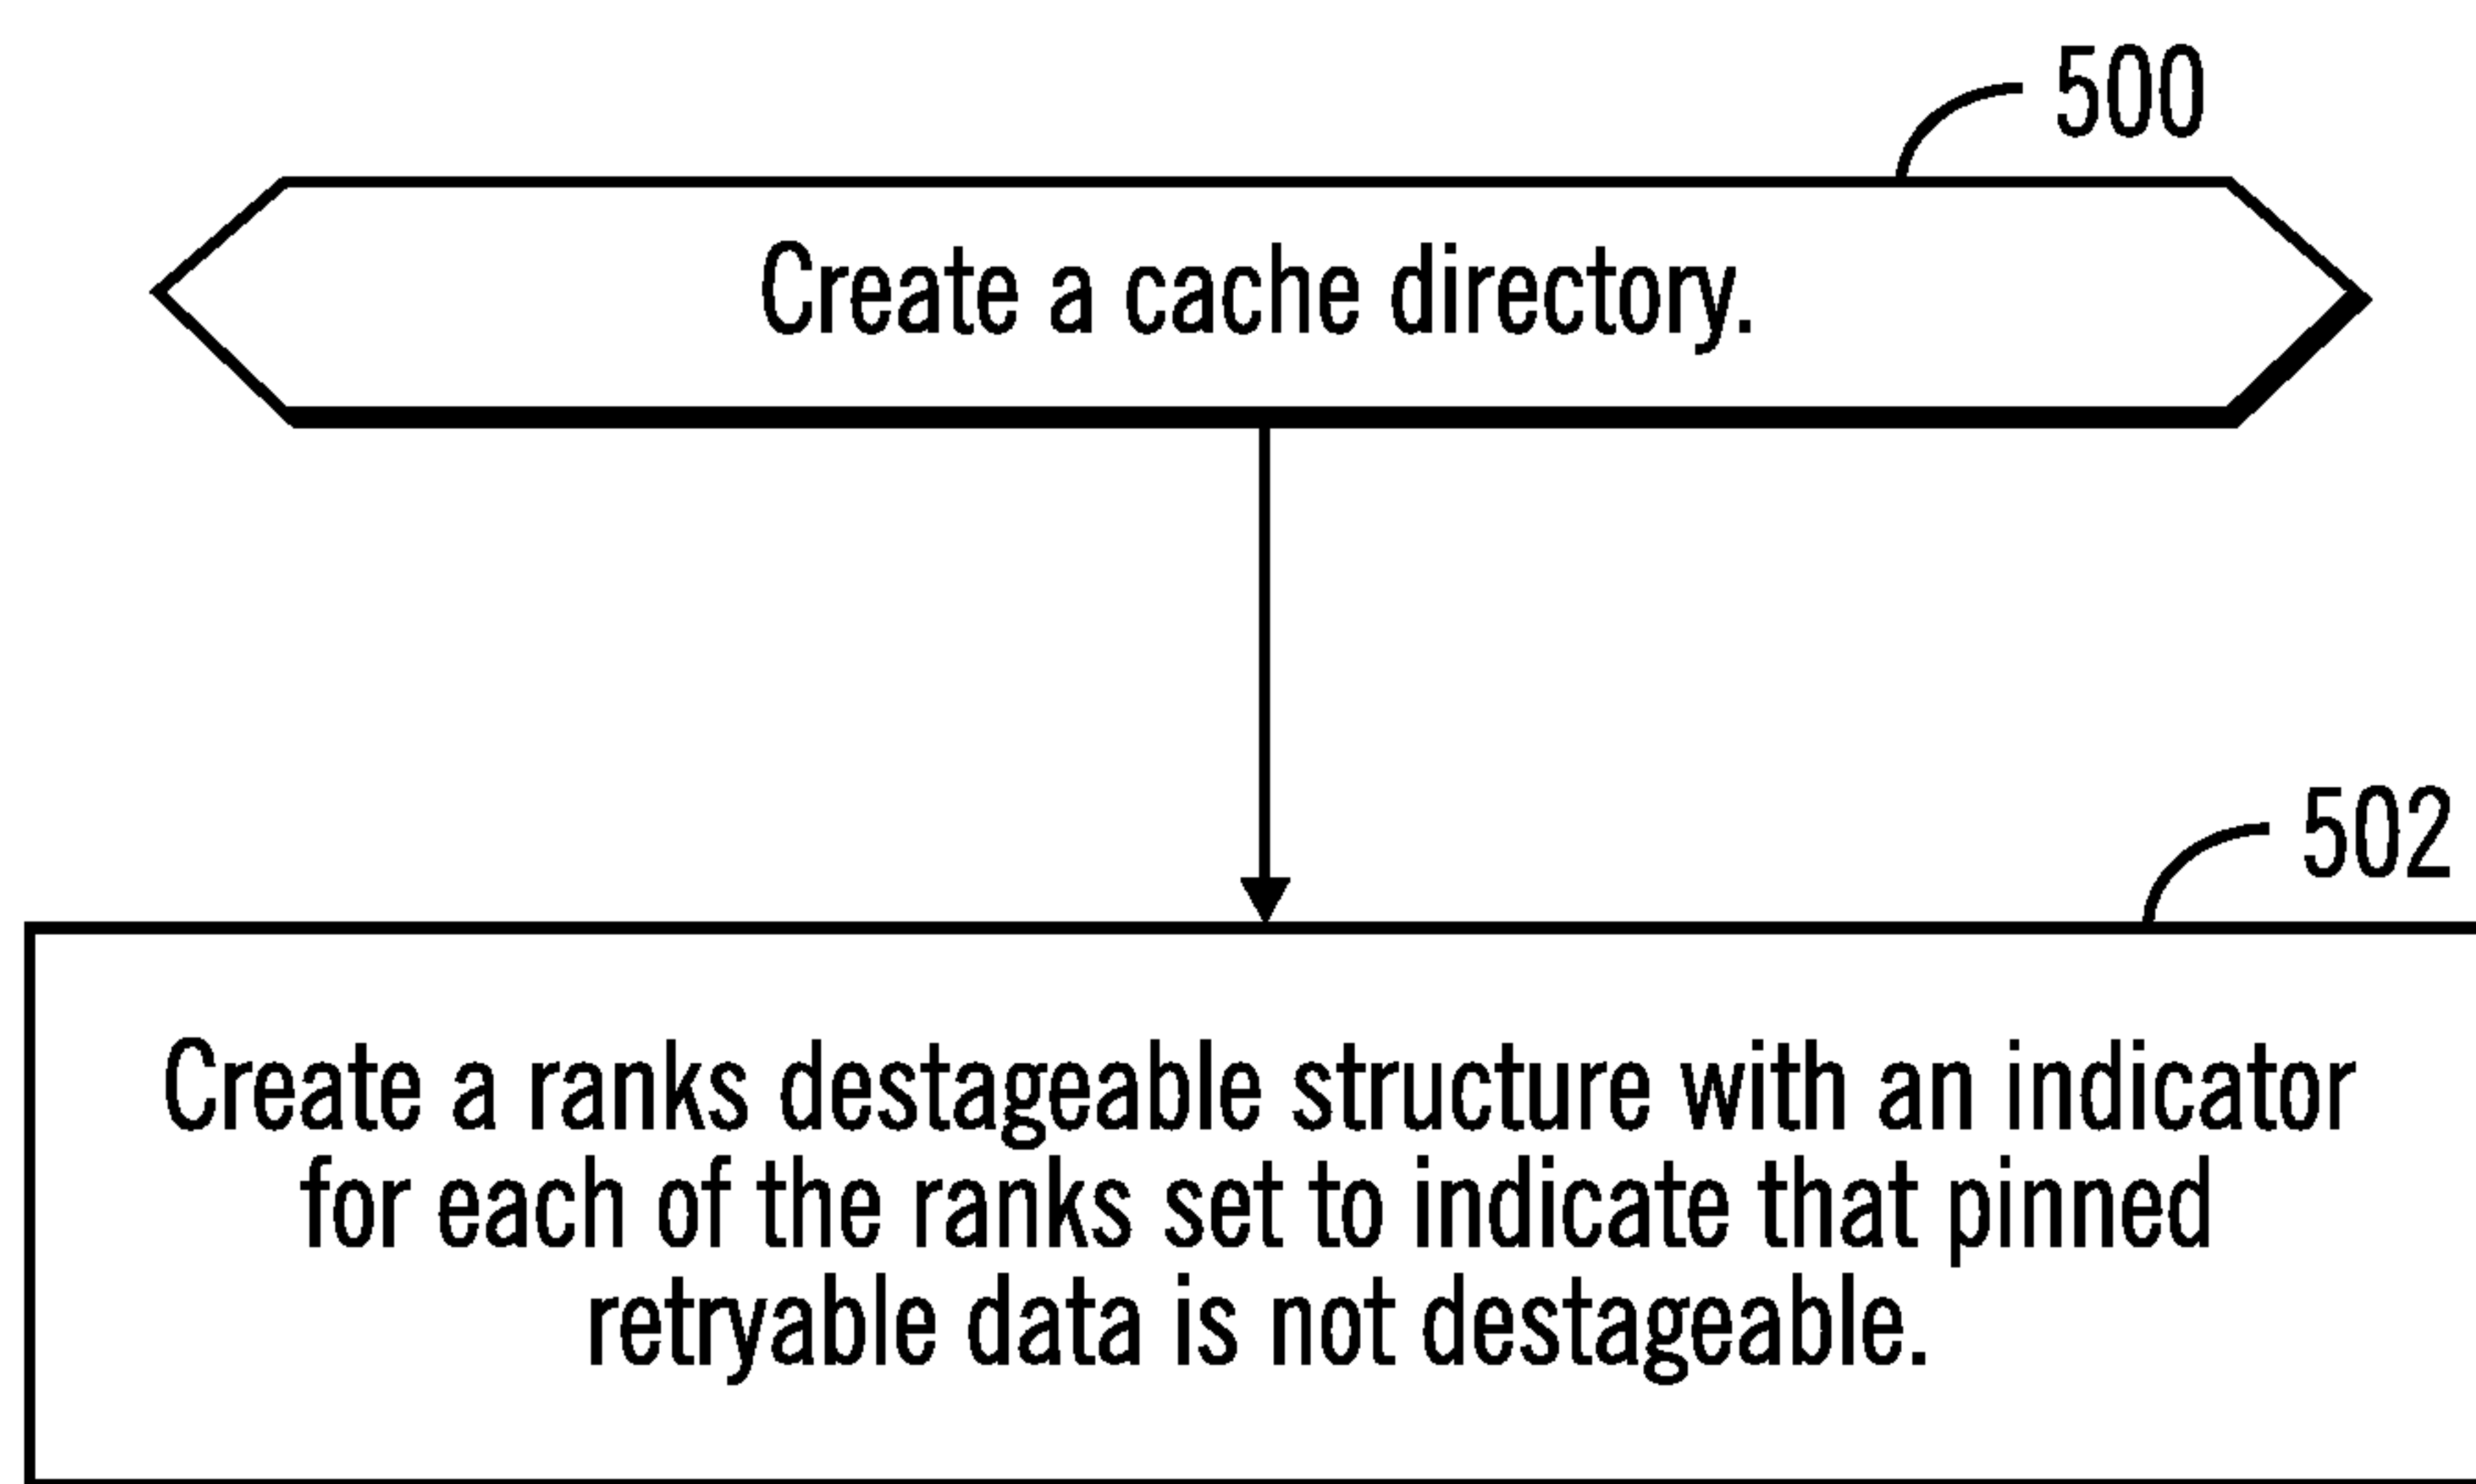 500
Create a cache directory.
502
Create a ranks destageable structure with an indicator
for each of the ranks set to indicate that pinned
retryable data is not destageable.